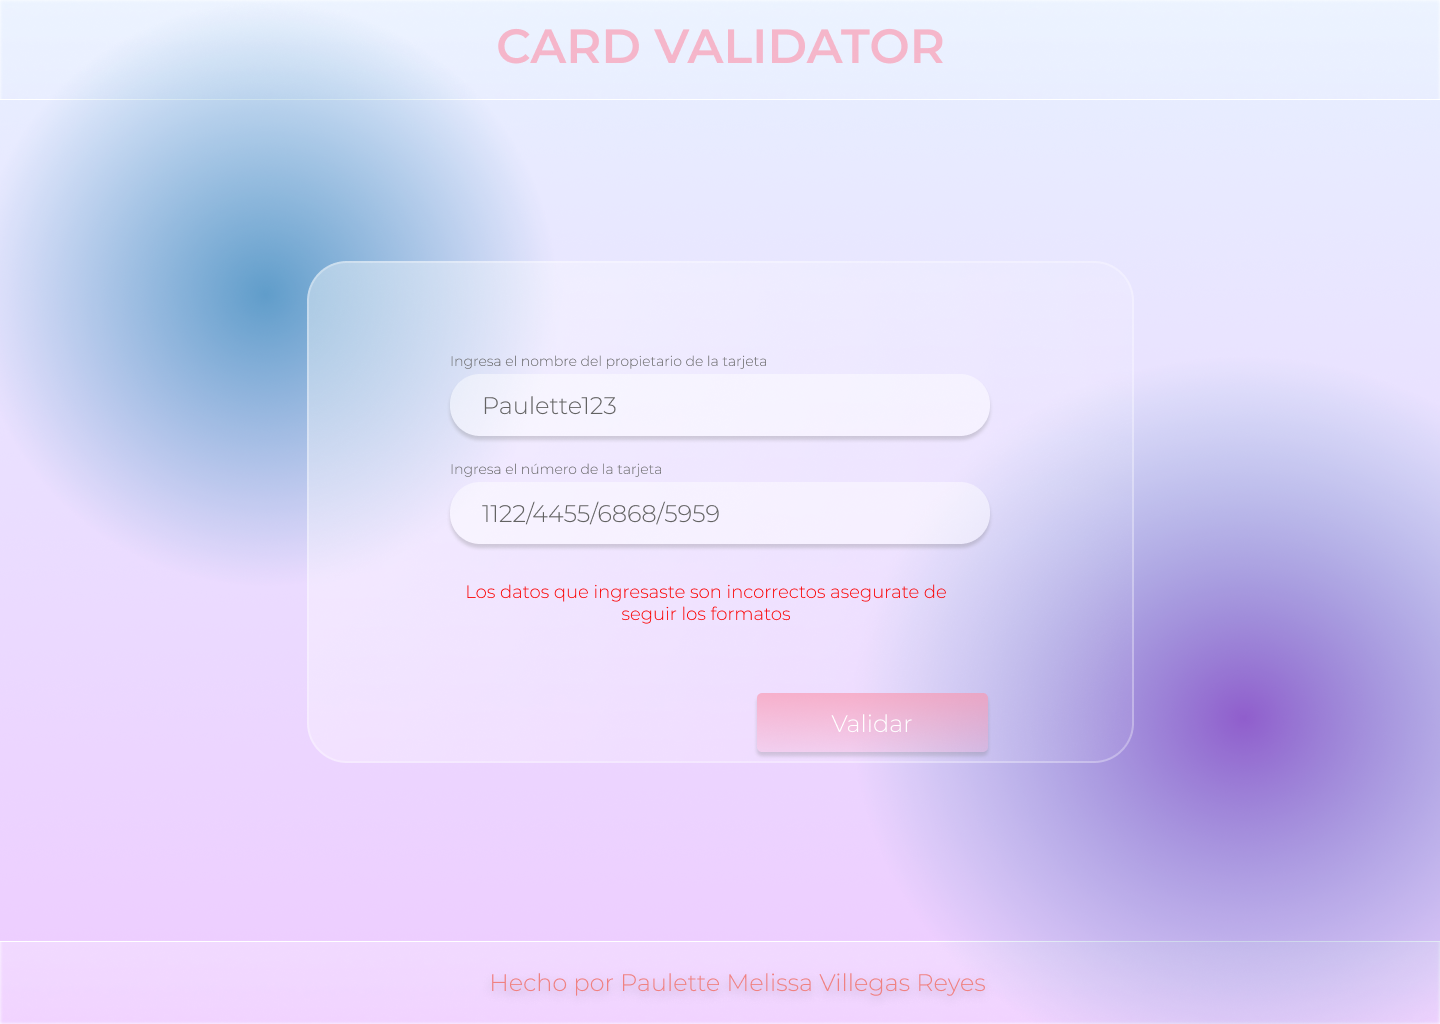 CARD VALIDATOR
Ingresa el nombre del propietario de la tarjeta
Paulette123
Ingresa el número de la tarjeta
1122/4455/6868/5959
Los datos que ingresaste son incorrectos asegurate de
seguir los formatos
Validar
Hecho por Paulette Melissa Villegas Reyes